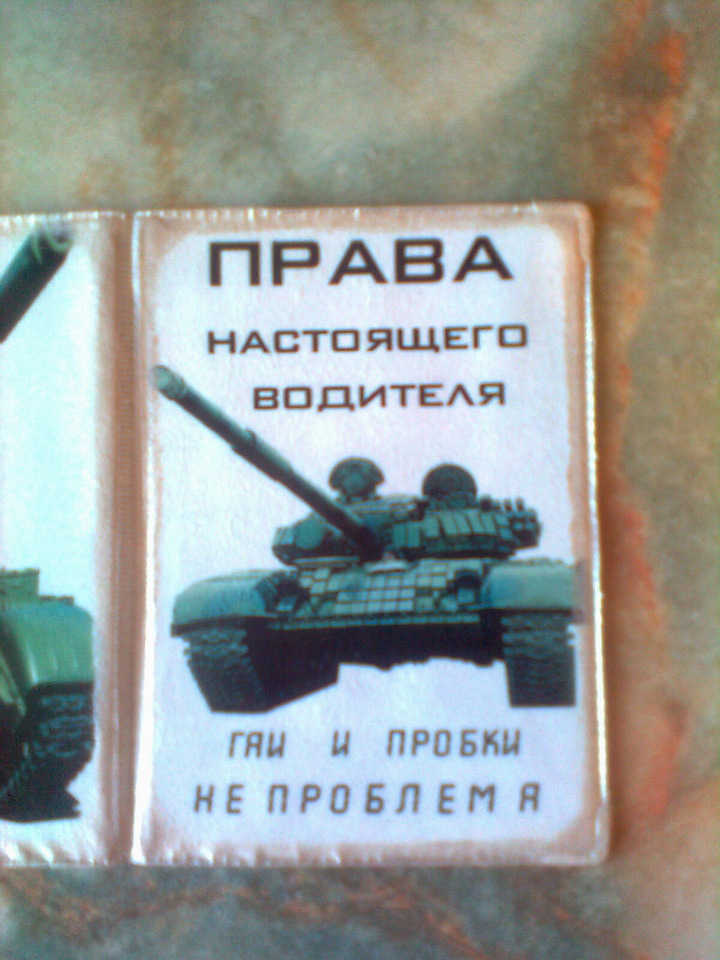 ПРАВА
НАСТОЯЩЕГО
ВОДИТЕЛЯ
ГАИ И ПРОБКИ
НЕ ПРОБЛЕМА